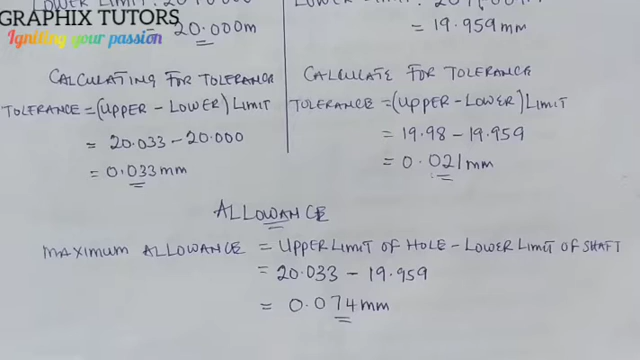 GRAPHIX TUTORS
Igniting your passion
LOWER LIMIT
20.000m
= 19.959mm
CALCULATING FOR TOLERANCE
TOLERANCE = (UPPER - LOWER) LIMIT
= 20.033 - 20.000
= 0.033mm
CALCULATE FOR TOLERANCE
TOLERANCE = (UPPER - LOWER) LIMIT
= 19.98 - 19.959
= 0.021mm
ALLOWANCE
MAXIMUM ALLOWANCE = UPPER LIMIT OF HOLE - LOWER LIMIT OF SHAFT
= 20.033 - 19.959
= 0.074mm